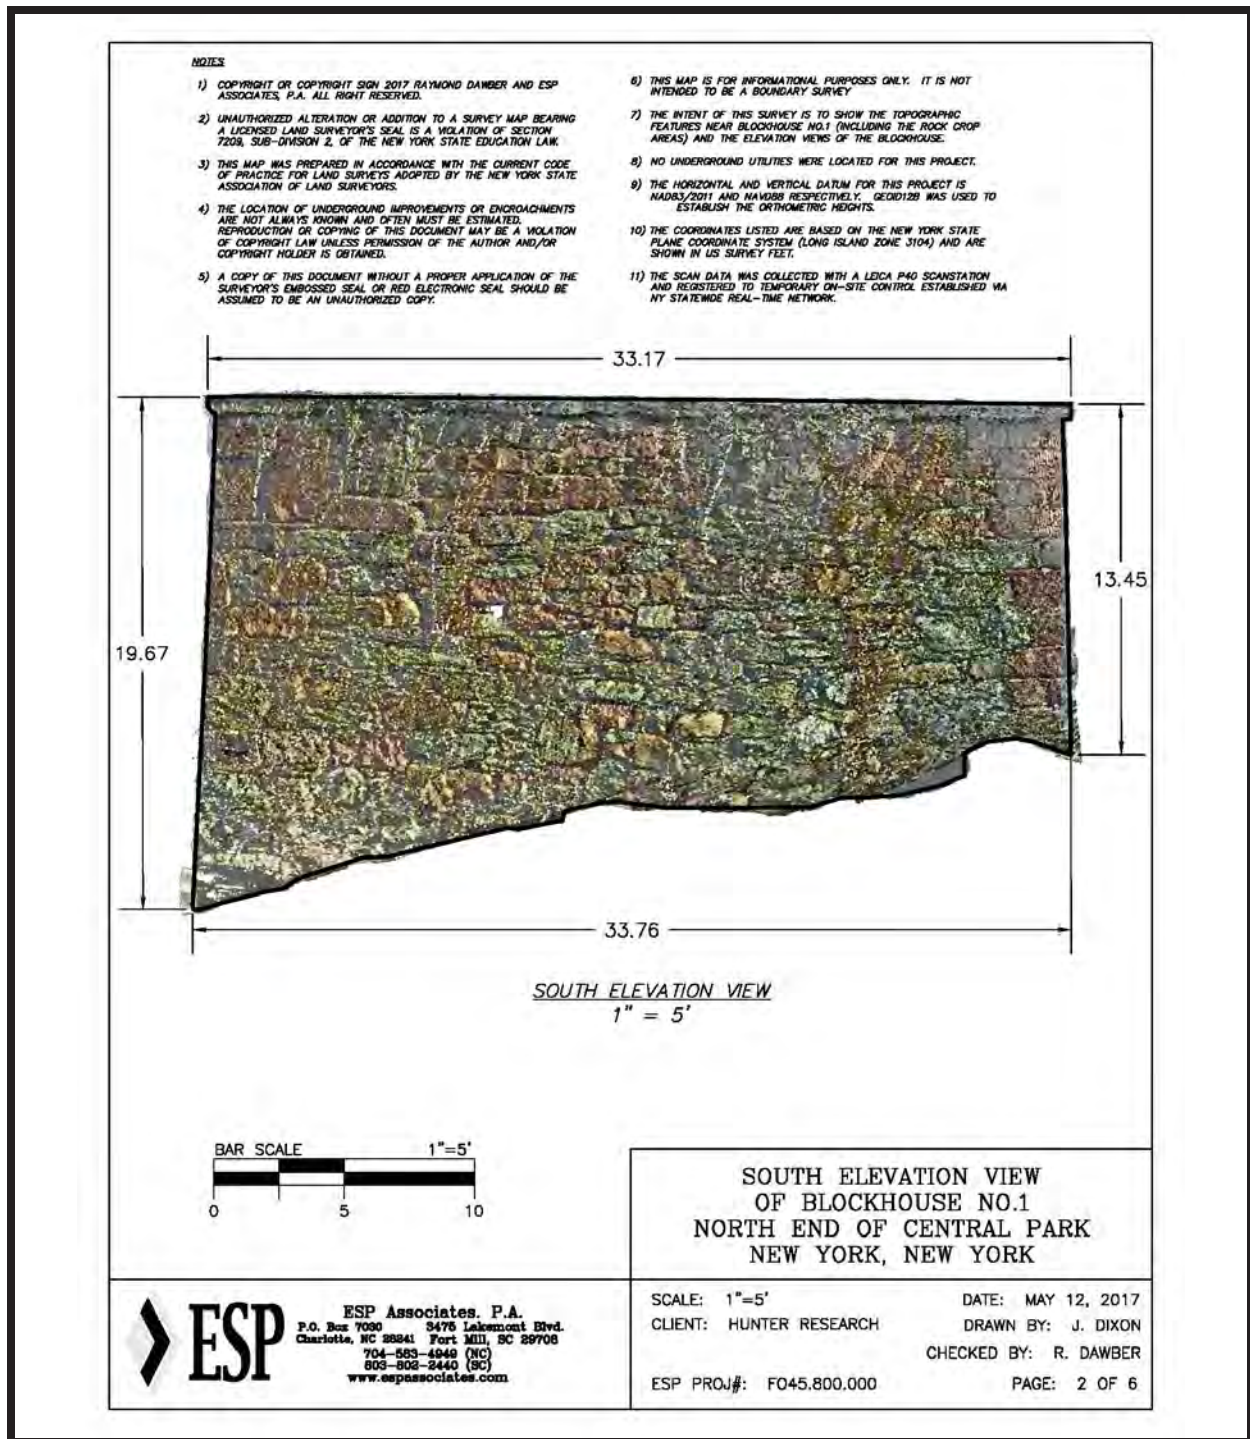 NOTES
1) COPYRIGHT OR COPYRIGHT SIGN 2017 RAYMOND DAWBER AND ESP
ASSOCIATES, P.A. ALL RIGHT RESERVED.
2) UNAUTHORIZED ALTERATION OR ADDITION TO A SURVEY MAP BEARING
A LICENSED LAND SURVEYOR'S SEAL IS A VIOLATION OF SECTION
7209, SUB-DIVISION 2, OF THE NEW YORK STATE EDUCATION LAW.
3) THIS MAP WAS PREPARED IN ACCORDANCE WITH THE CURRENT CODE
OF PRACTICE FOR LAND SURVEYS ADOPTED BY THE NEW YORK STATE
ASSOCIATION OF LAND SURVEYORS.
4) THE LOCATION OF UNDERGROUND IMPROVEMENTS OR ENCROACHMENTS
ARE NOT ALWAYS KNOWN AND OFTEN MUST BE ESTIMATED.
REPRODUCTION OR COPYING OF THIS DOCUMENT MAY BE A VIOLATION
OF COPYRIGHT LAW UNLESS PERMISSION OF THE AUTHOR AND/OR
COPYRIGHT HOLDER IS OBTAINED.
5) A COPY OF THIS DOCUMENT WITHOUT A PROPER APPLICATION OF THE
SURVEYOR'S EMBOSSED SEAL OR RED ELECTRONIC SEAL SHOULD BE
ASSUMED TO BE AN UNAUTHORIZED COPY.
6) THIS MAP IS FOR INFORMATIONAL PURPOSES ONLY. IT IS NOT
INTENDED TO BE A BOUNDARY SURVEY
7) THE INTENT OF THIS SURVEY IS TO SHOW THE TOPOGRAPHIC
FEATURES NEAR BLOCKHOUSE NO.1 (INCLUDING THE ROCK CROP
AREAS) AND THE ELEVATION VIEWS OF THE BLOCKHOUSE.
8) NO UNDERGROUND UTILITIES WERE LOCATED FOR THIS PROJECT.
9) THE HORIZONTAL AND VERTICAL DATUM FOR THIS PROJECT IS
NAD83/2011 AND NAVD88 RESPECTIVELY. GEOID12B WAS USED TO
ESTABLISH THE ORTHOMETRIC HEIGHTS.
10) THE COORDINATES LISTED ARE BASED ON THE NEW YORK STATE
PLANE COORDINATE SYSTEM (LONG ISLAND ZONE 3104) AND ARE
SHOWN IN US SURVEY FEET.
11) THE SCAN DATA WAS COLLECTED WITH A LEICA P40 SCANSTATION
AND REGISTERED TO TEMPORARY ON-SITE CONTROL ESTABLISHED VIA
NY STATEWIDE REAL-TIME NETWORK.
33.17
13.45
19.67
33.76
SOUTH ELEVATION VIEW
1" = 5'
BAR SCALE 1"=5'
0 5 10
SOUTH ELEVATION VIEW
OF BLOCKHOUSE NO.1
NORTH END OF CENTRAL PARK
NEW YORK, NEW YORK
ESP
ESP Associates, P.A.
P.O. Box 7030 3475 Lakemont Blvd.
Charlotte, NC 28241 Fort Mill, SC 29708
704-583-4949 (NC)
803-802-2440 (SC)
www.espassociates.com
SCALE: 1"=5' DATE: MAY 12, 2017
CLIENT: HUNTER RESEARCH DRAWN BY: J. DIXON
CHECKED BY: R. DAWBER
ESP PROJ#: F045.800.000 PAGE: 2 OF 6